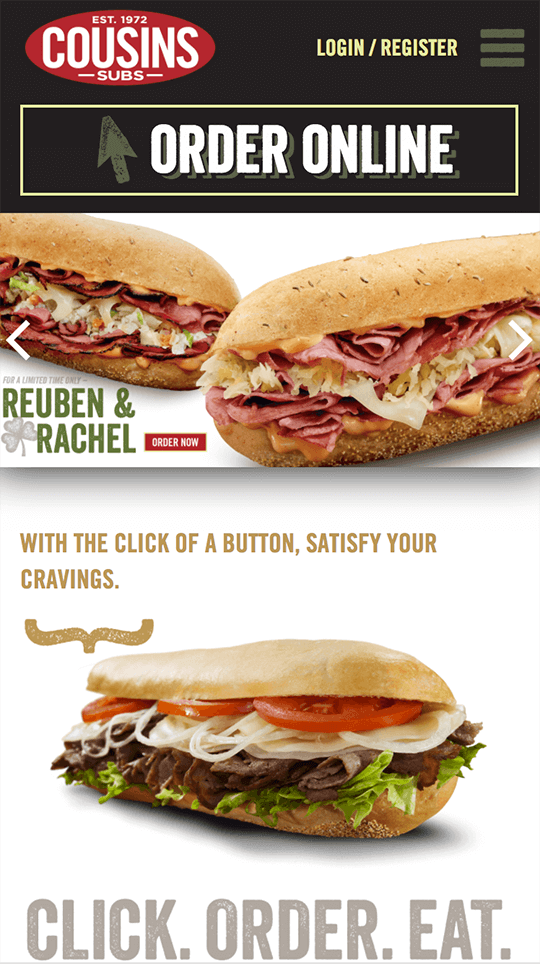 EST. 1972
COUSINS
SUBS
LOGIN / REGISTER
ORDER ONLINE
FOR A LIMITED TIME ONLY –
REUBEN &
RACHEL
ORDER NOW
WITH THE CLICK OF A BUTTON, SATISFY YOUR
CRAVINGS.
CLICK. ORDER. EAT.